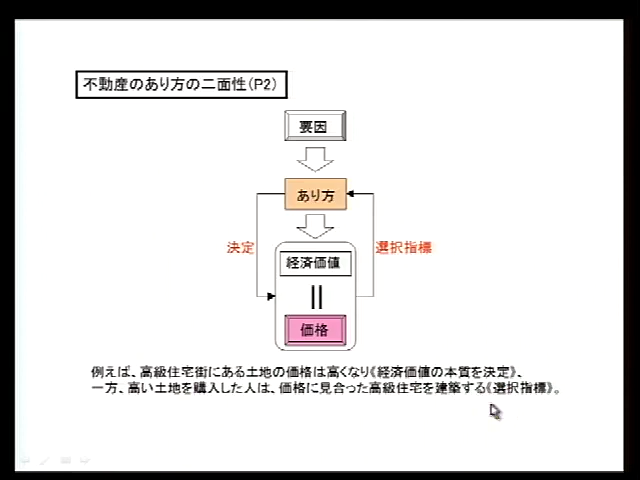 不動産のあり方の二面性(P2)
要因
あり方
決定
選択指標
経済価値
価格
例えば、高級住宅街にある土地の価格は高くなり《経済価値の本質を決定》、
一方、高い土地を購入した人は、価格に見合った高級住宅を建築する《選択指標》。